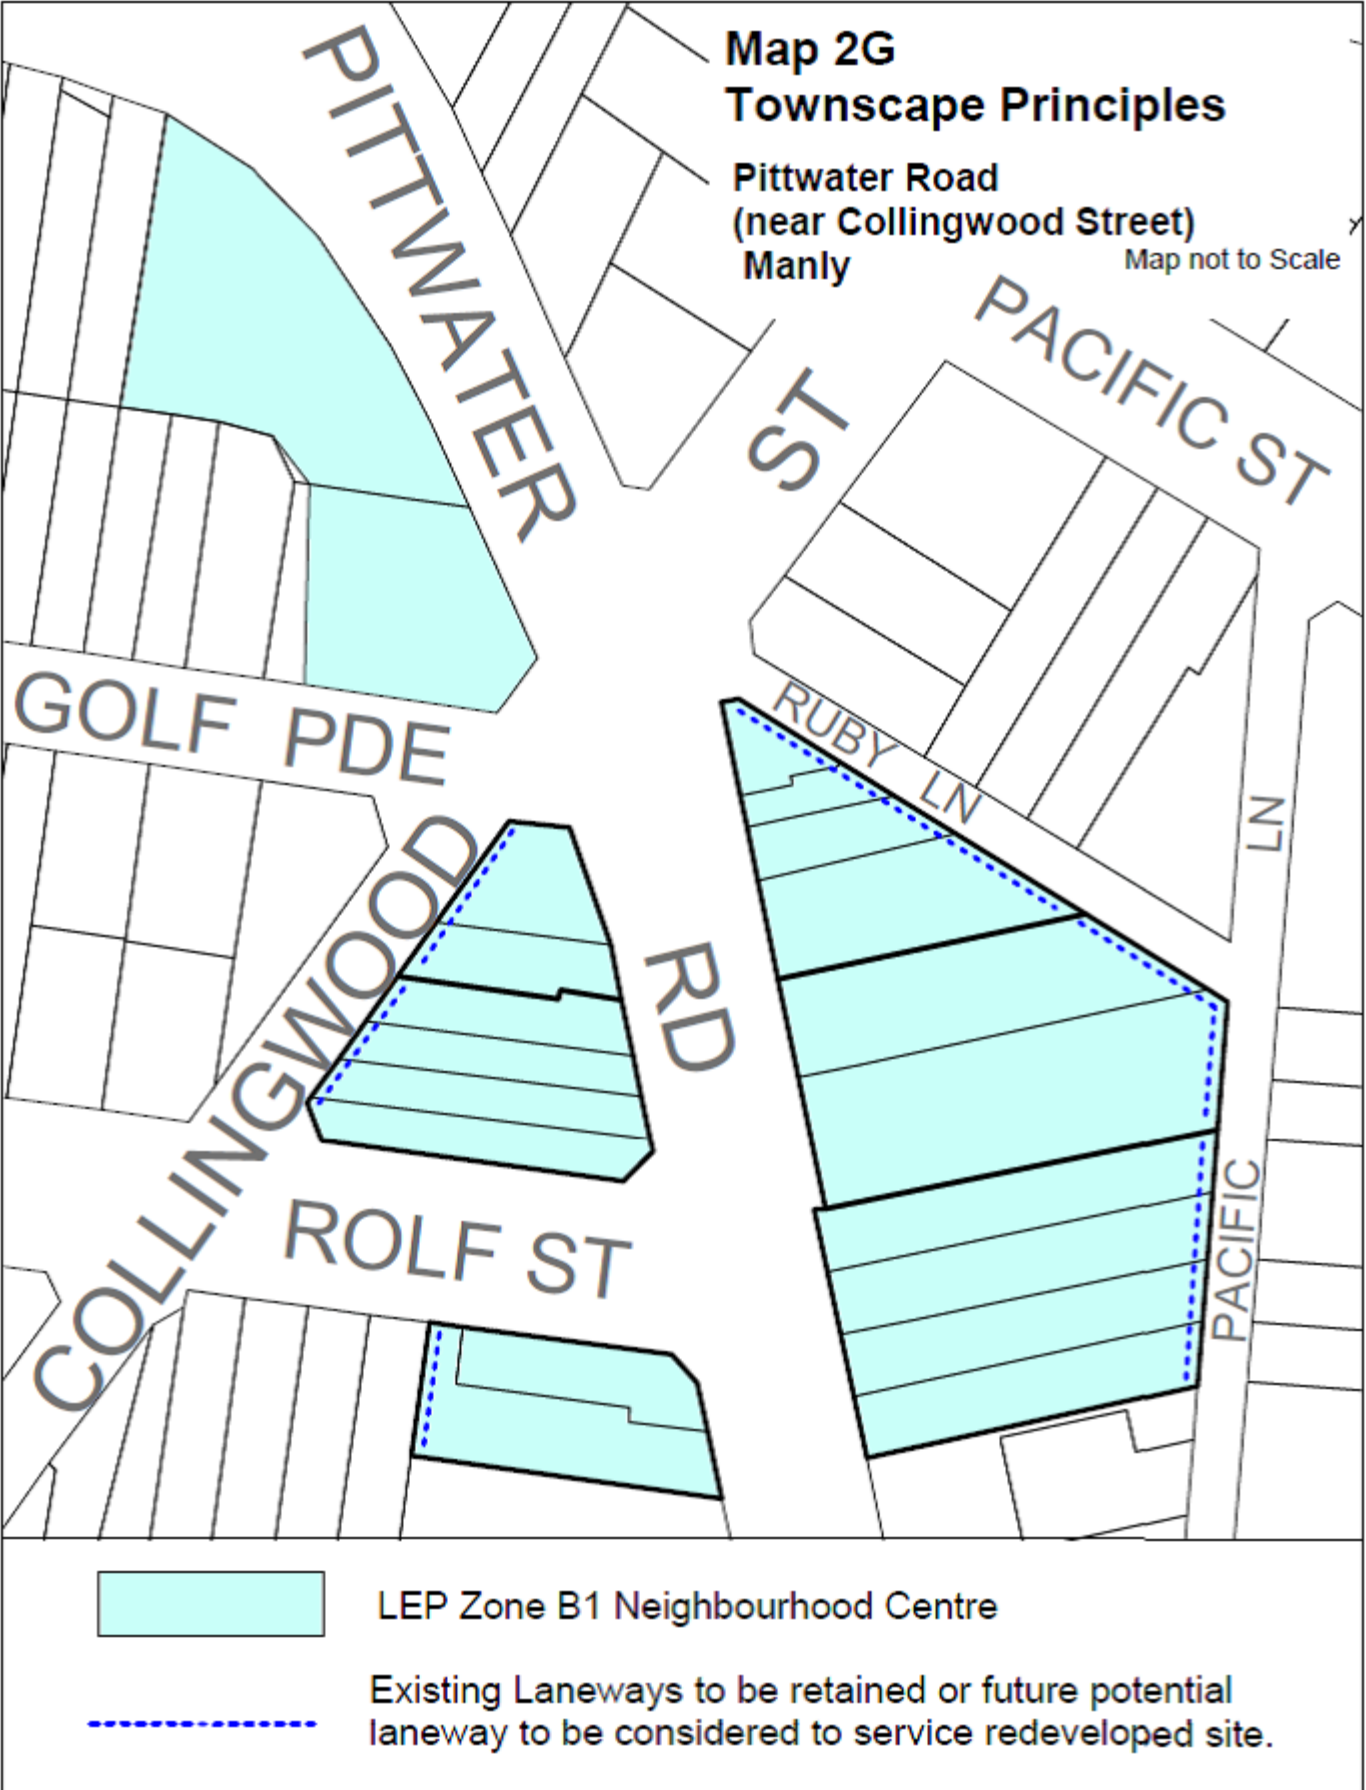 Map 2G
Townscape Principles
Pittwater Road
(near Collingwood Street)
Manly
Map not to Scale
PITTWATER
RD
PACIFIC ST
COLLINGWOOD
ST
GOLF PDE
RUBY LN
PACIFIC
LN
ROLF ST
LEP Zone B1 Neighbourhood Centre
Existing Laneways to be retained or future potential
laneway to be considered to service redeveloped site.